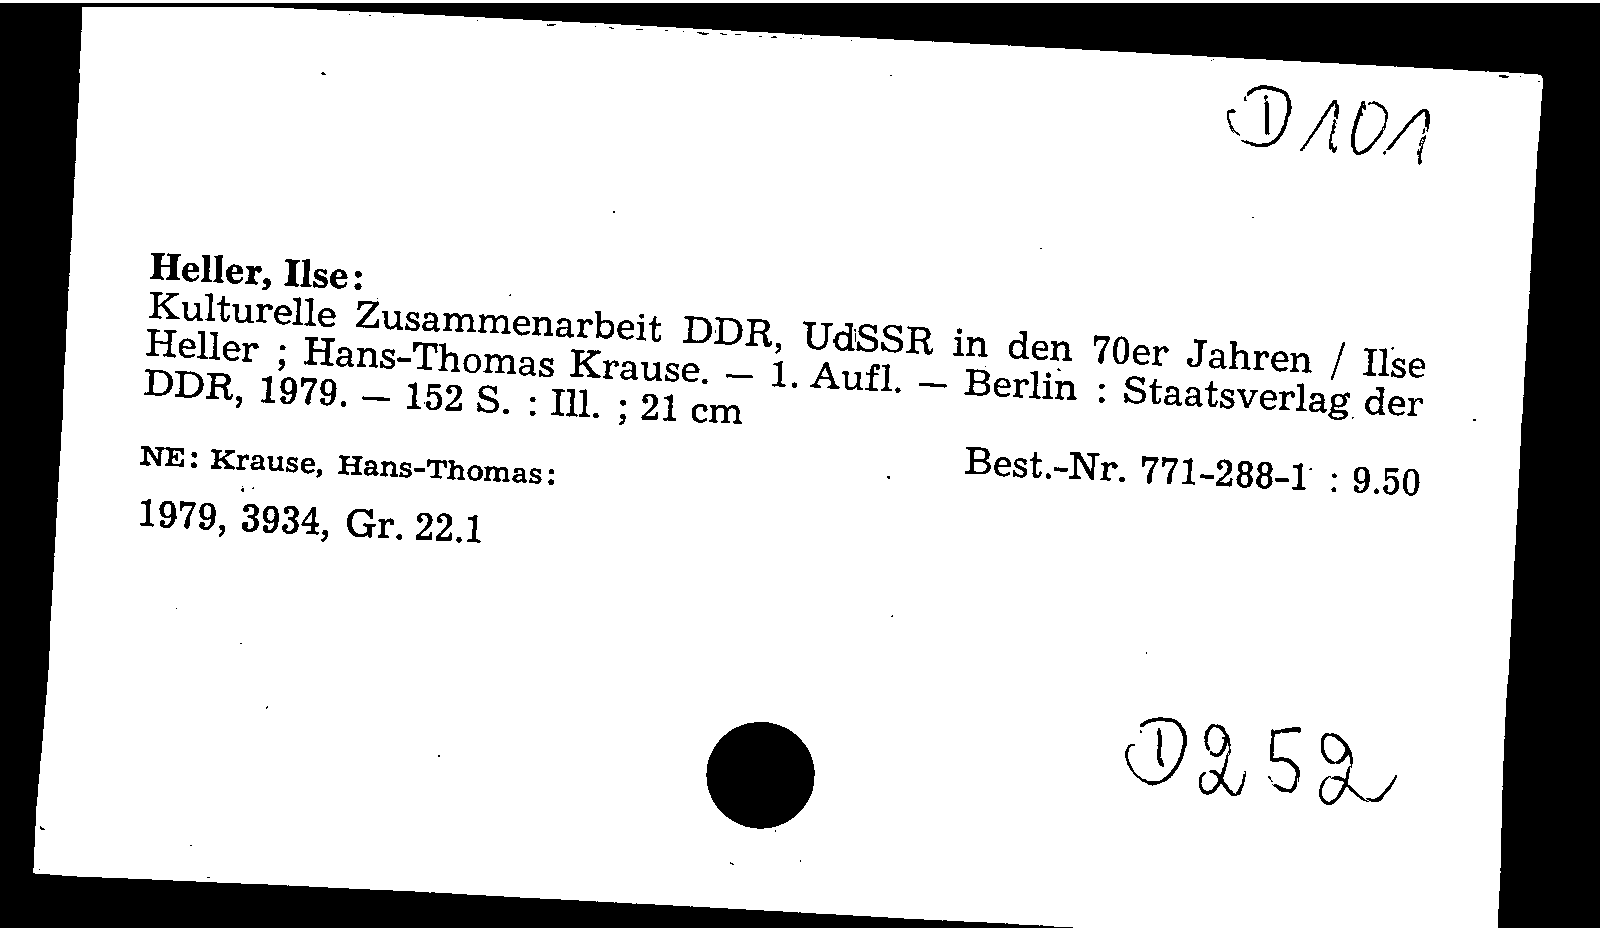 D 101
Heller, Ilse:
Kulturelle Zusammenarbeit DDR, UdSSR in den 70er Jahren / Ilse
Heller ; Hans-Thomas Krause. — 1. Aufl. — Berlin : Staatsverlag der
DDR, 1979. — 152 S. : Ill. ; 21 cm
NE: Krause, Hans-Thomas: Best.-Nr. 771-288-1 : 9.50
1979, 3934, Gr. 22.1
D 252